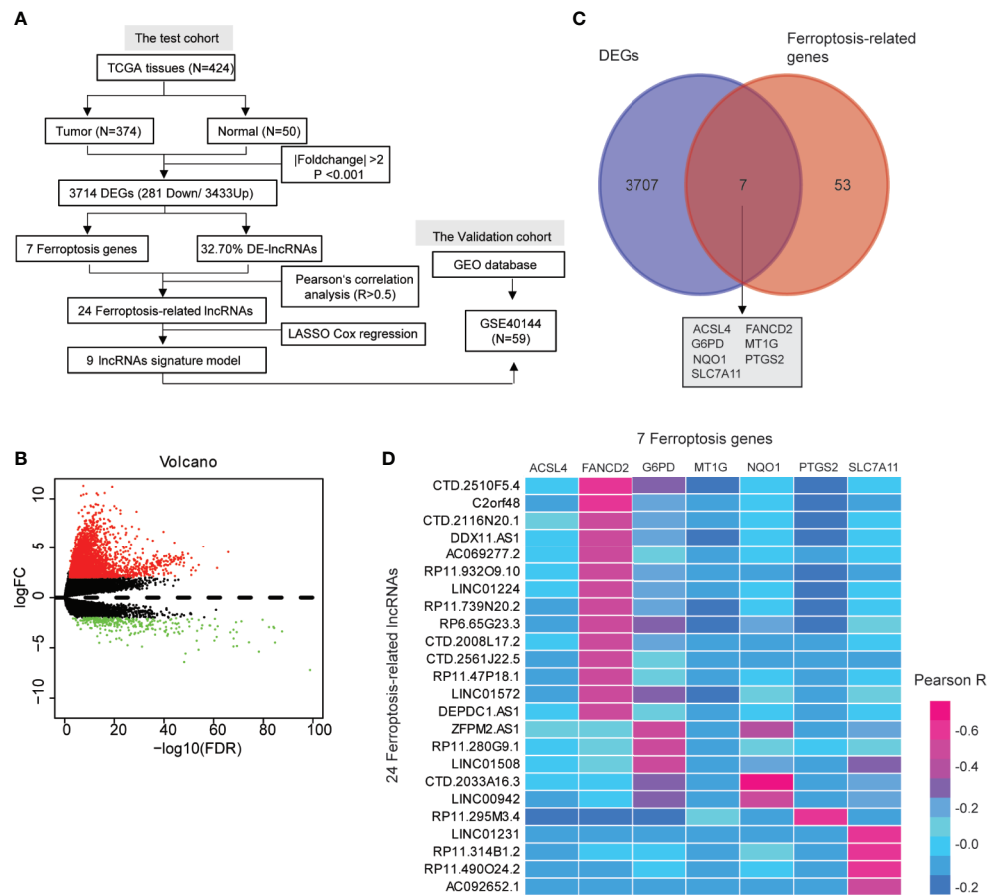 A
The test cohort
TCGA tissues (N=424)
Tumor (N=374)
Normal (N=50)
|Foldchange| >2
P <0.001
3714 DEGs (281 Down/ 3433Up)
7 Ferroptosis genes
32.70% DE-lncRNAs
Pearson's correlation
analysis (R>0.5)
24 Ferroptosis-related lncRNAs
LASSO Cox regression
9 lncRNAs signature model
The Validation cohort
GEO database
GSE40144
(N=59)
B
Volcano
logFC
10
5
0
−5
−10
0
20
40
60
80
100
−log10(FDR)
C
DEGs
Ferroptosis-related
genes
3707
7
53
ACSL4 FANCD2
G6PD MT1G
NQO1 PTGS2
SLC7A11
D
7 Ferroptosis genes
ACSL4 FANCD2 G6PD MT1G NQO1 PTGS2 SLC7A11
24 Ferroptosis-related lncRNAs
CTD.2510F5.4
C2orf48
CTD.2116N20.1
DDX11.AS1
AC069277.2
RP11.932O9.10
LINC01224
RP11.739N20.2
RP6.65G23.3
CTD.2008L17.2
CTD.2561J22.5
RP11.47P18.1
LINC01572
DEPDC1.AS1
ZFPM2.AS1
RP11.280G9.1
LINC01508
CTD.2033A16.3
LINC00942
RP11.295M3.4
LINC01231
RP11.314B1.2
RP11.490O24.2
AC092652.1
Pearson R
-0.6
-0.4
-0.2
-0.0
-0.2